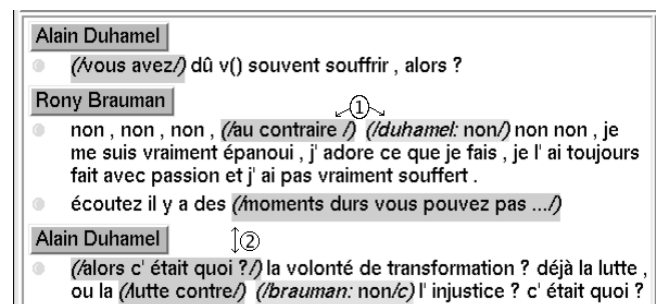 Alain Duhamel
(/vous avez/) dû v() souvent souffrir , alors ?
Rony Brauman
①
non , non , non , (/au contraire /) (/duhamel: non/) non non , je
me suis vraiment épanoui , j' adore ce que je fais , je l' ai toujours
fait avec passion et j' ai pas vraiment souffert .
écoutez il y a des (/moments durs vous pouvez pas .../)
Alain Duhamel ②
(/alors c' était quoi ?/) la volonté de transformation ? déjà la lutte ,
ou la (/lutte contre/) (/brauman: non/c) l' injustice ? c' était quoi ?